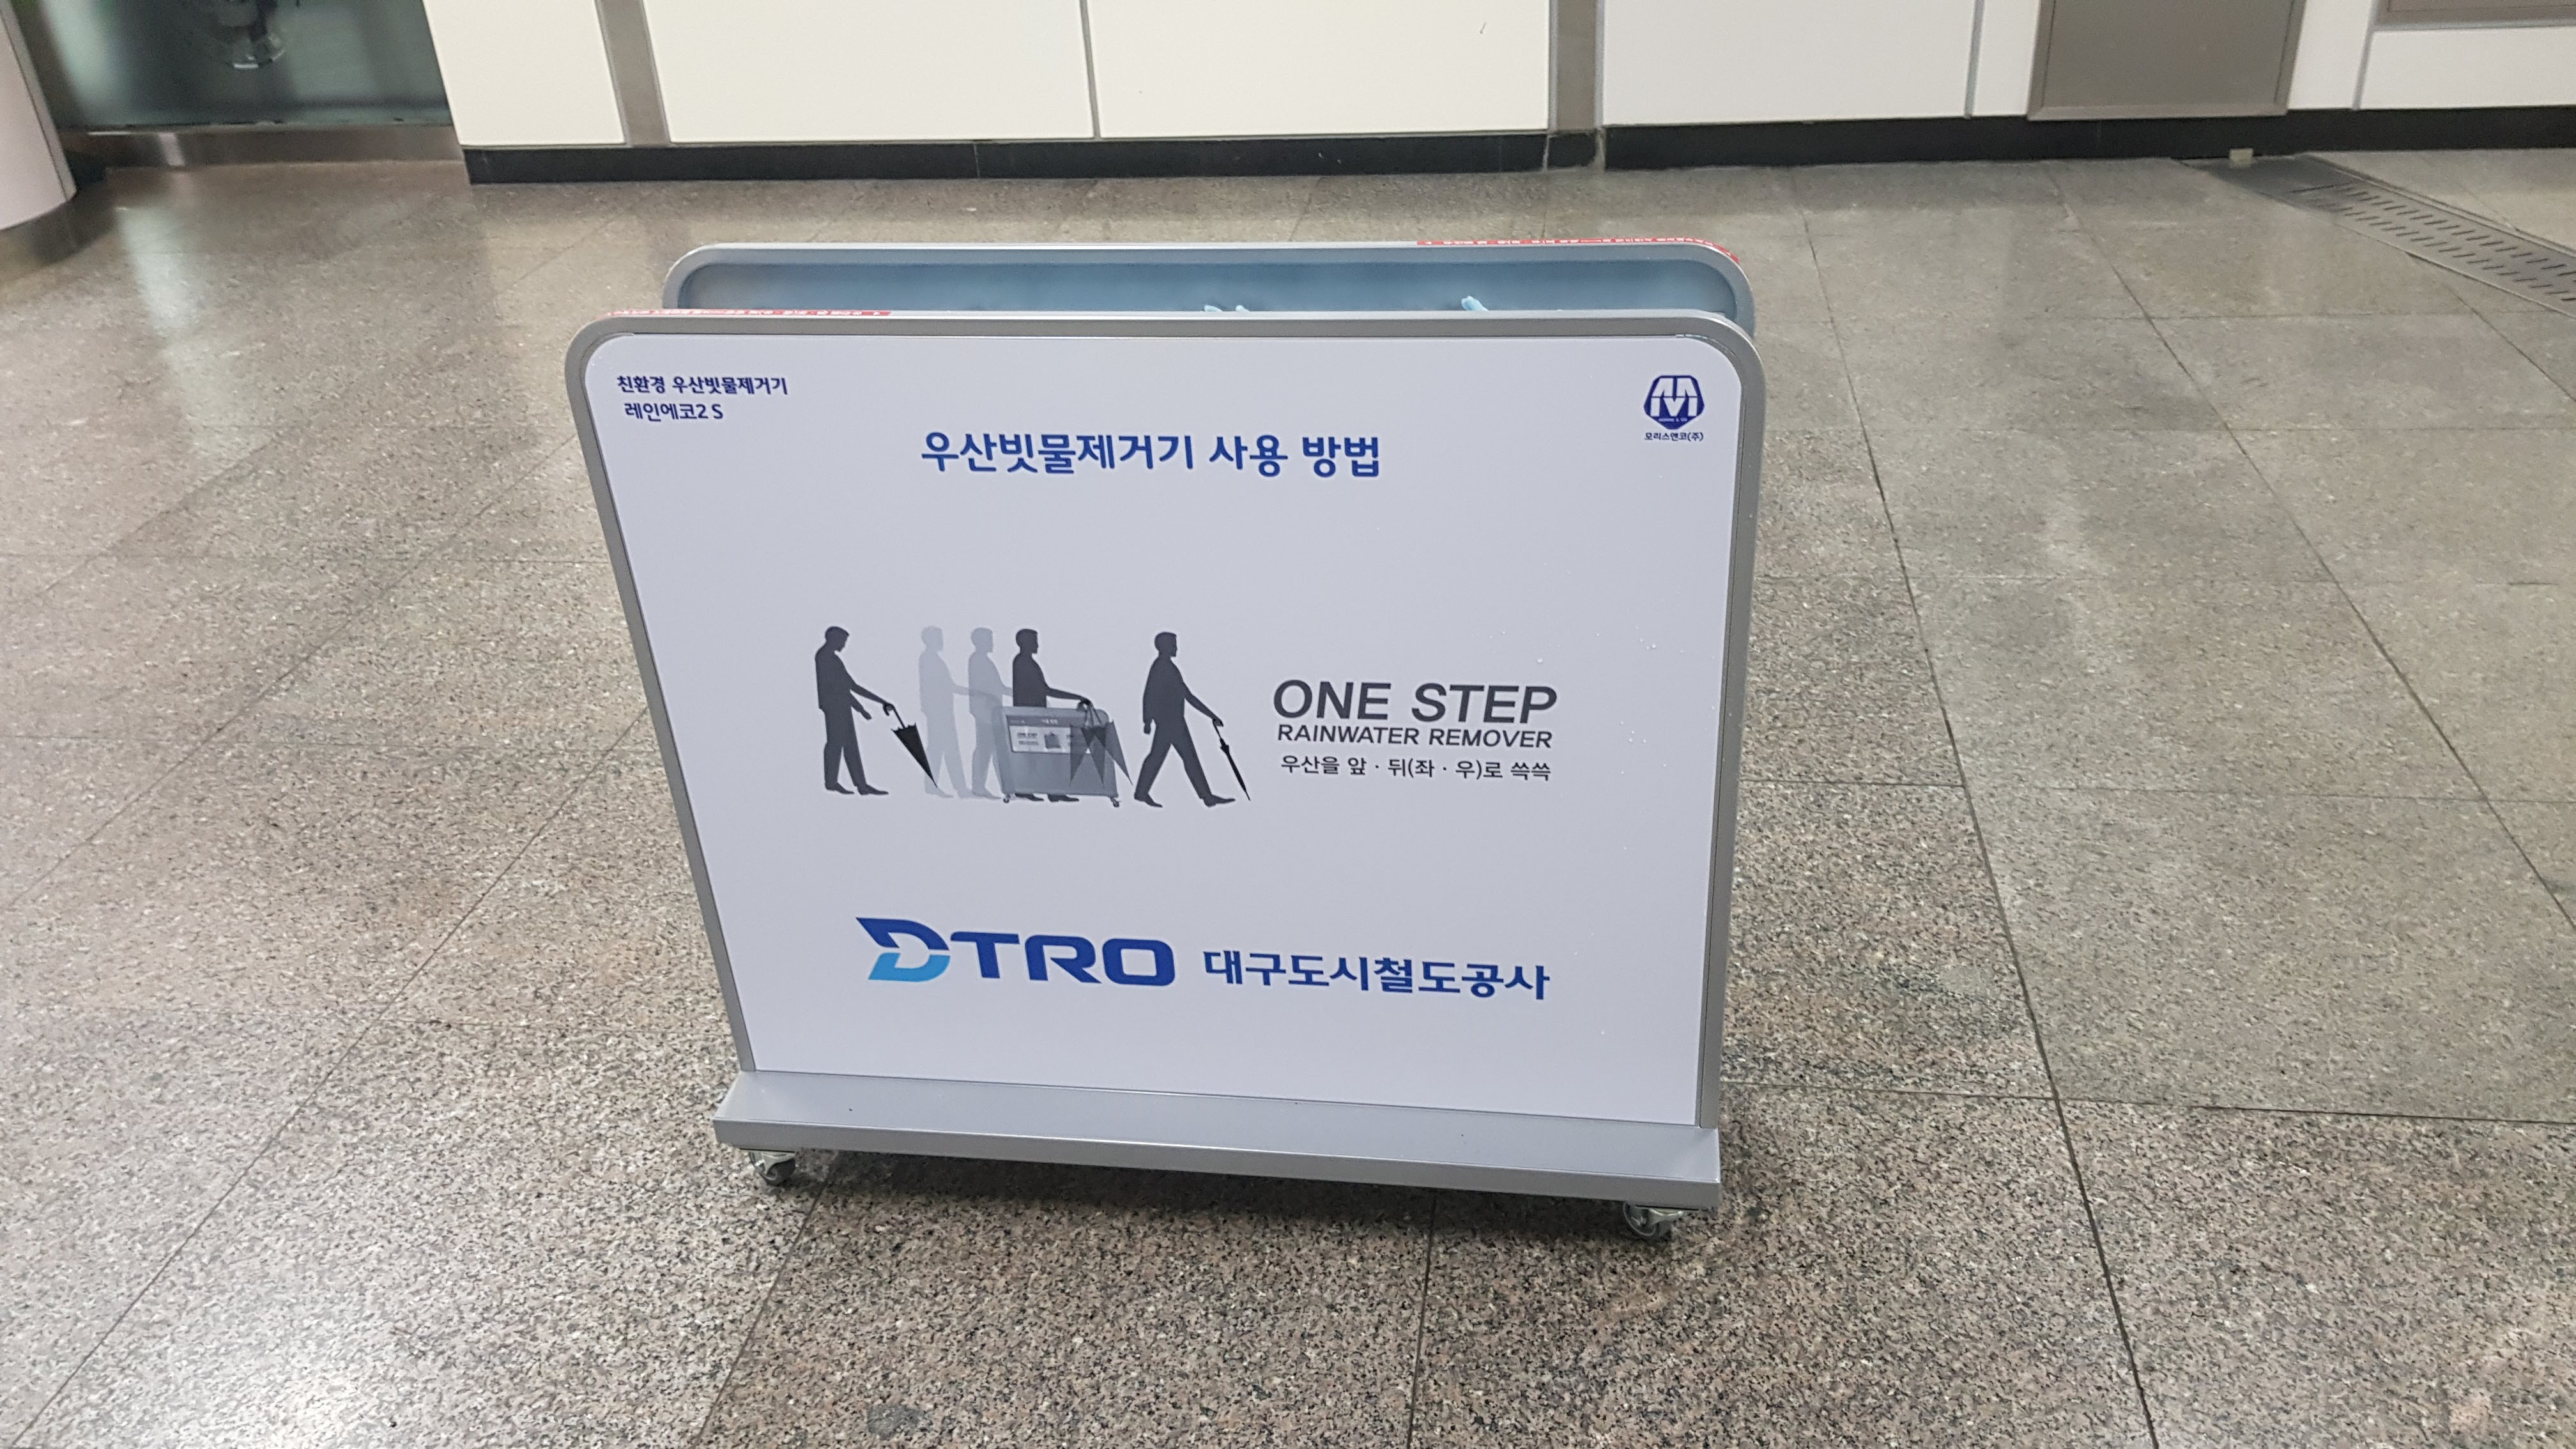 친환경 우산빗물제거기
레인에코2 S
모리스앤코(주)
우산빗물제거기 사용 방법
ONE STEP
RAINWATER REMOVER
우산을 앞 · 뒤(좌 · 우)로 쓱쓱
DTRO 대구도시철도공사